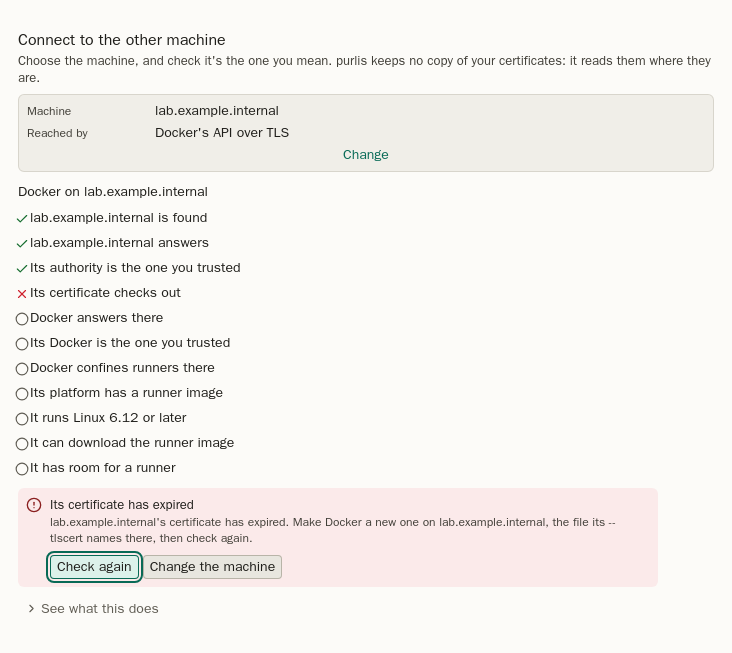 Connect to the other machine
Choose the machine, and check it's the one you mean. purlis keeps no copy of your certificates: it reads them where they
are.
Machine lab.example.internal
Reached by Docker's API over TLS
Change
Docker on lab.example.internal
lab.example.internal is found
lab.example.internal answers
Its authority is the one you trusted
Its certificate checks out
Docker answers there
Its Docker is the one you trusted
Docker confines runners there
Its platform has a runner image
It runs Linux 6.12 or later
It can download the runner image
It has room for a runner
Its certificate has expired
lab.example.internal's certificate has expired. Make Docker a new one on lab.example.internal, the file its --
tlscert names there, then check again.
Check again Change the machine
See what this does